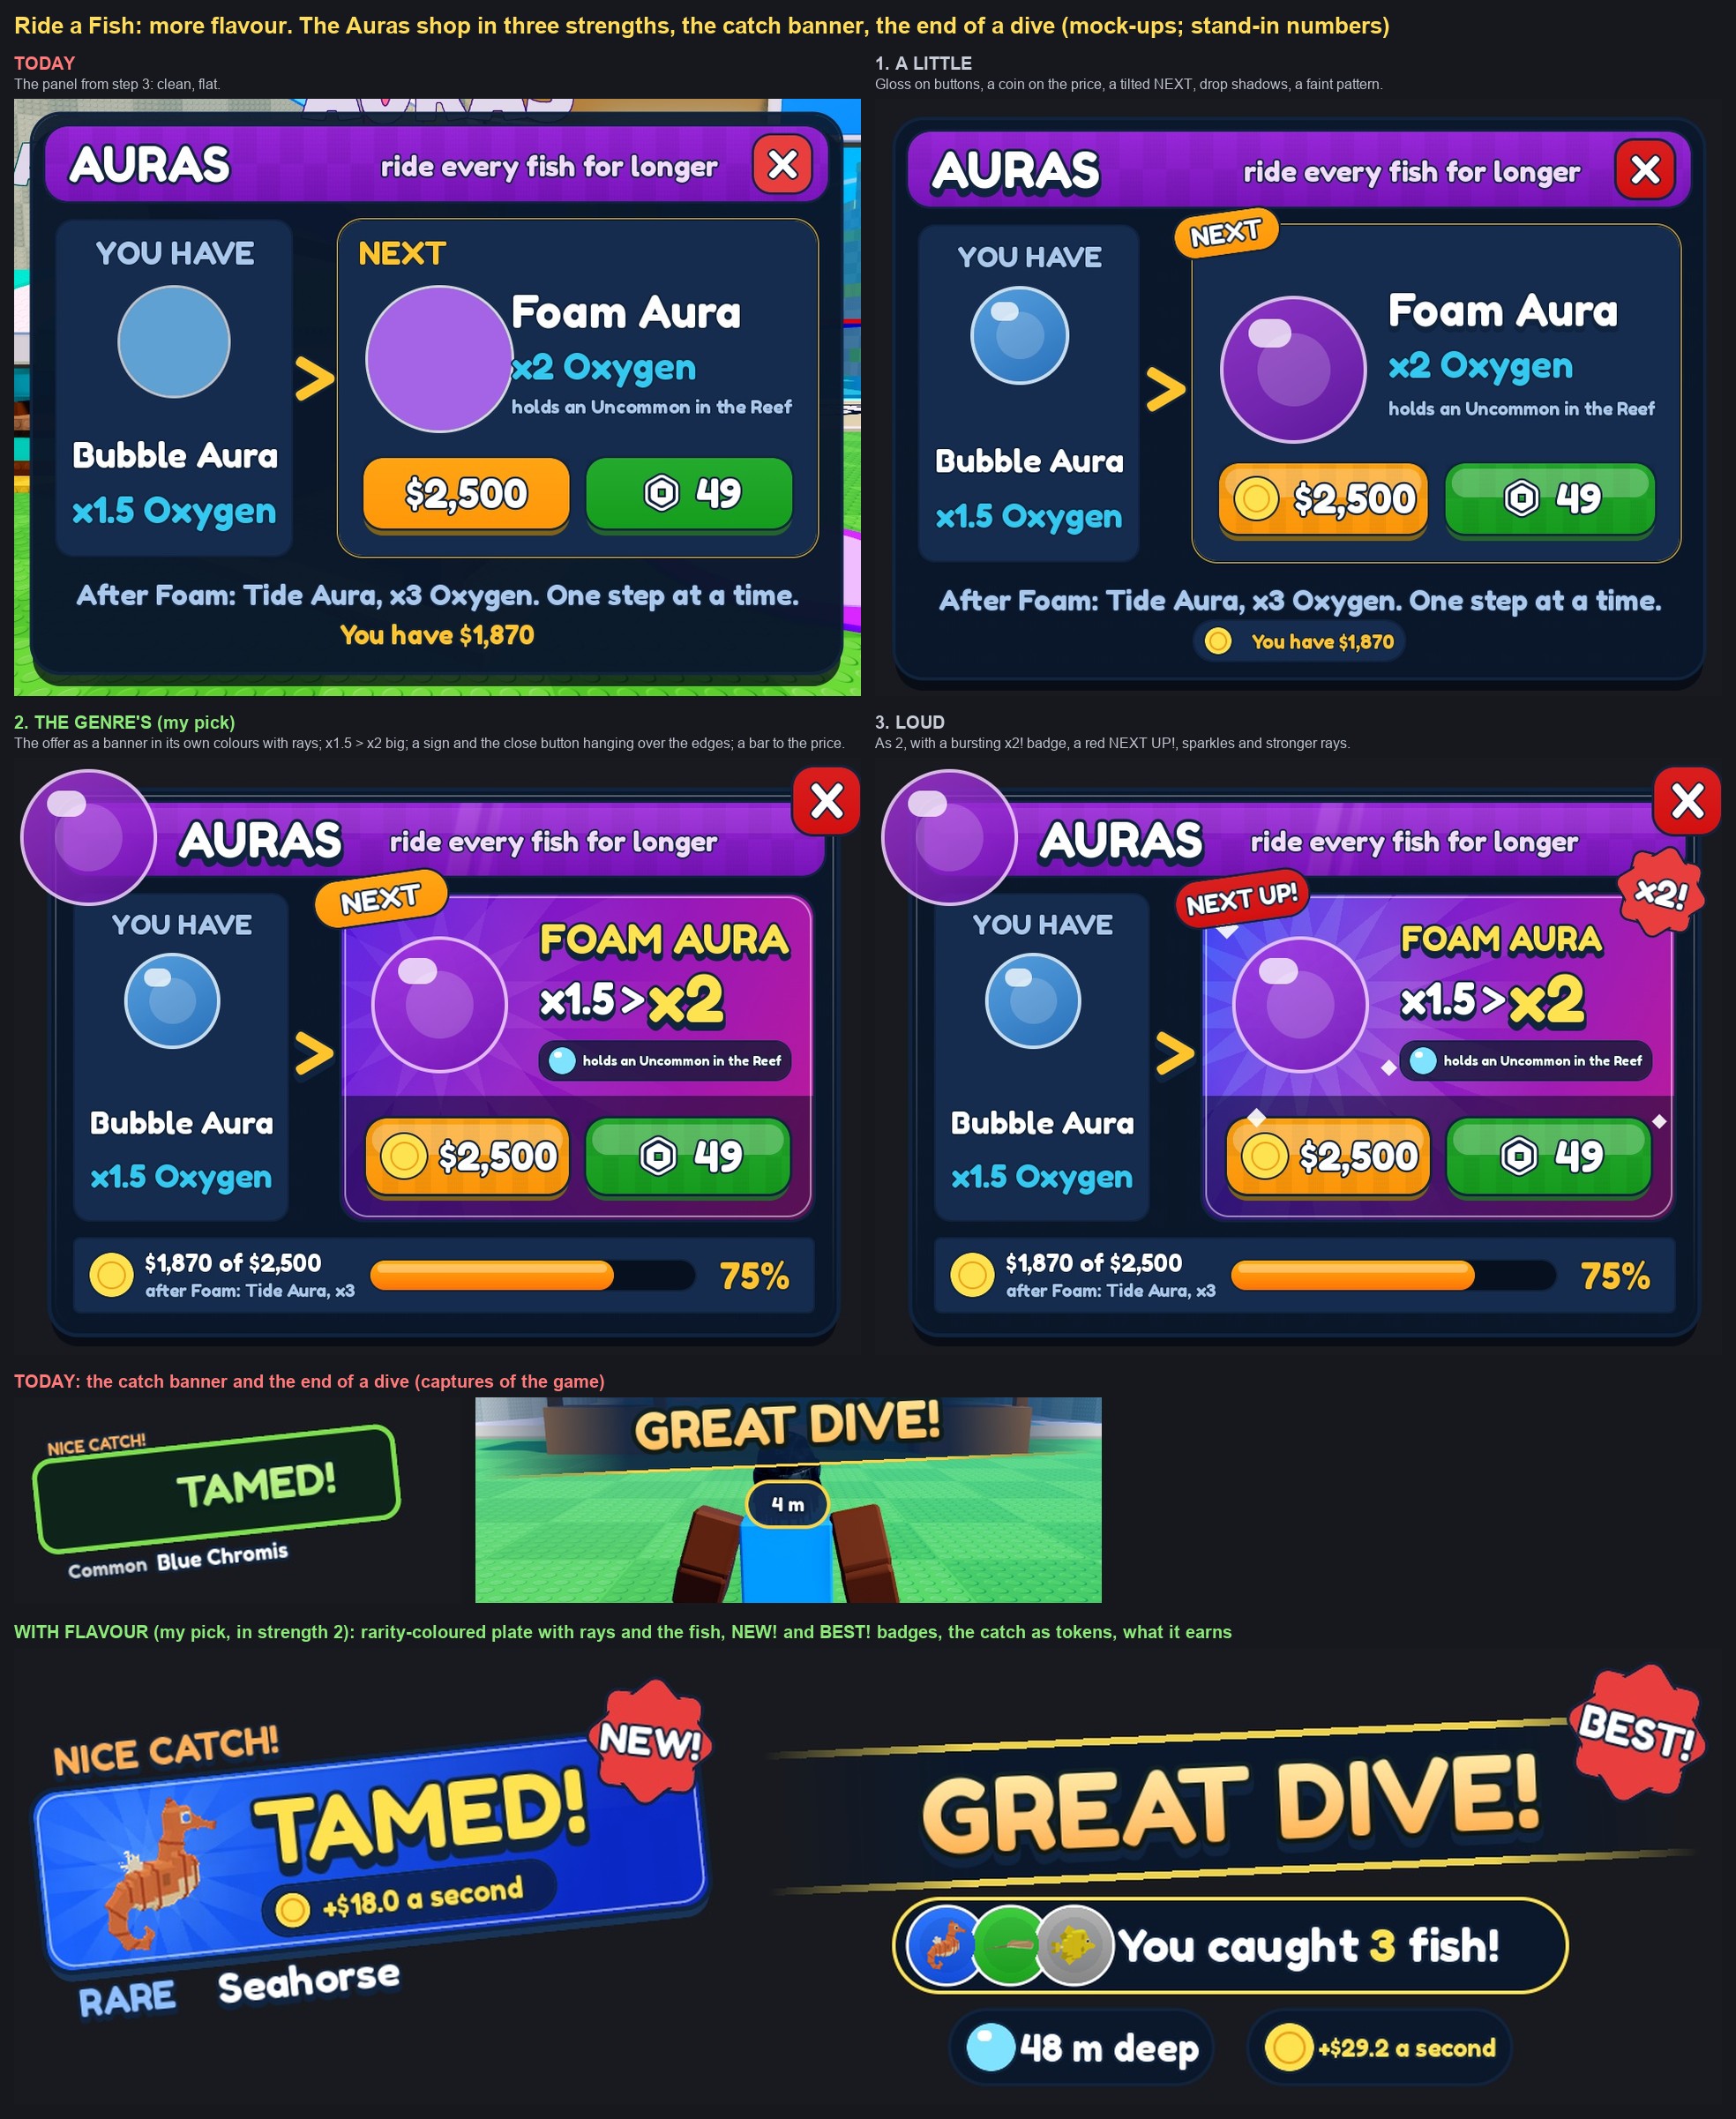 Ride a Fish: more flavour. The Auras shop in three strengths, the catch banner, the end of a dive (mock-ups; stand-in numbers)
TODAY
The panel from step 3: clean, flat.
AURAS
ride every fish for longer
YOU HAVE
Bubble Aura
x1.5 Oxygen
>
NEXT
Foam Aura
x2 Oxygen
holds an Uncommon in the Reef
$2,500
49
After Foam: Tide Aura, x3 Oxygen. One step at a time.
You have $1,870
1. A LITTLE
Gloss on buttons, a coin on the price, a tilted NEXT, drop shadows, a faint pattern.
AURAS
ride every fish for longer
YOU HAVE
Bubble Aura
x1.5 Oxygen
>
NEXT
Foam Aura
x2 Oxygen
holds an Uncommon in the Reef
$2,500
49
After Foam: Tide Aura, x3 Oxygen. One step at a time.
You have $1,870
2. THE GENRE'S (my pick)
The offer as a banner in its own colours with rays; x1.5 > x2 big; a sign and the close button hanging over the edges; a bar to the price.
AURAS
ride every fish for longer
YOU HAVE
Bubble Aura
x1.5 Oxygen
>
NEXT
FOAM AURA
x1.5 > x2
holds an Uncommon in the Reef
$2,500
49
$1,870 of $2,500
after Foam: Tide Aura, x3
75%
3. LOUD
As 2, with a bursting x2! badge, a red NEXT UP!, sparkles and stronger rays.
AURAS
ride every fish for longer
x2!
YOU HAVE
Bubble Aura
x1.5 Oxygen
>
NEXT UP!
FOAM AURA
x1.5 > x2
holds an Uncommon in the Reef
$2,500
49
$1,870 of $2,500
after Foam: Tide Aura, x3
75%
TODAY: the catch banner and the end of a dive (captures of the game)
NICE CATCH!
TAMED!
Common Blue Chromis
GREAT DIVE!
4 m
WITH FLAVOUR (my pick, in strength 2): rarity-coloured plate with rays and the fish, NEW! and BEST! badges, the catch as tokens, what it earns
NICE CATCH!
NEW!
TAMED!
+$18.0 a second
RARE Seahorse
BEST!
GREAT DIVE!
You caught 3 fish!
48 m deep
+$29.2 a second